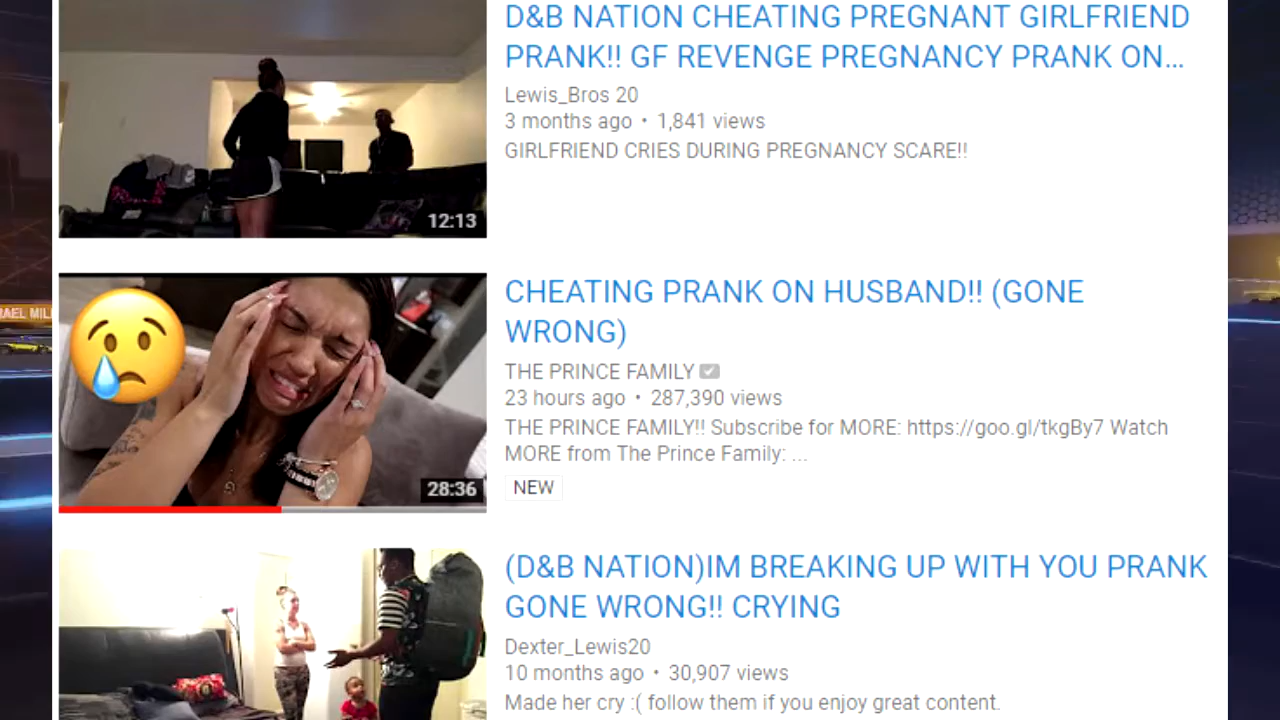 D&B NATION CHEATING PREGNANT GIRLFRIEND
PRANK!! GF REVENGE PREGNANCY PRANK ON...
Lewis_Bros 20
3 months ago • 1,841 views
GIRLFRIEND CRIES DURING PREGNANCY SCARE!!
12:13
CHEATING PRANK ON HUSBAND!! (GONE
WRONG)
THE PRINCE FAMILY
23 hours ago • 287,390 views
THE PRINCE FAMILY!! Subscribe for MORE: https://goo.gl/tkgBy7 Watch
MORE from The Prince Family: ...
NEW
28:36
(D&B NATION)IM BREAKING UP WITH YOU PRANK
GONE WRONG!! CRYING
Dexter_Lewis20
10 months ago • 30,907 views
Made her cry :( follow them if you enjoy great content.